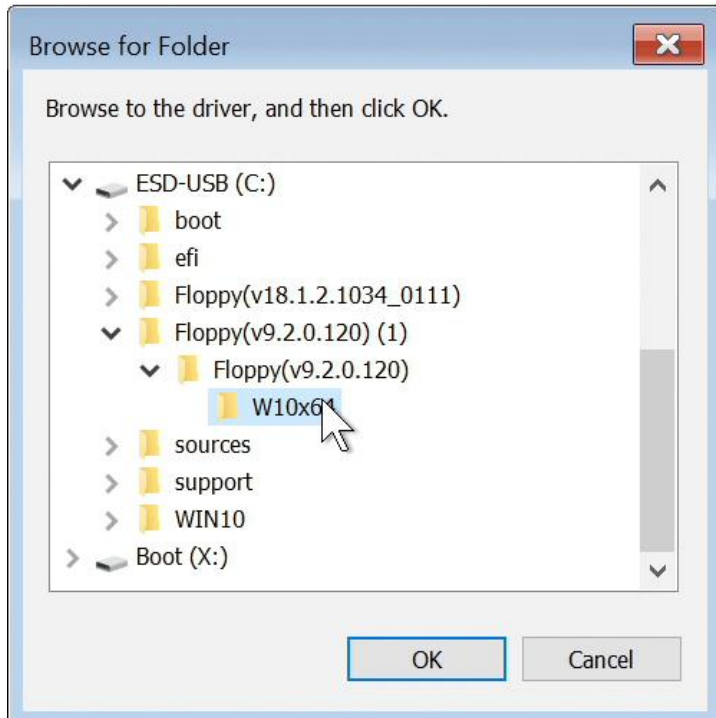 Browse for Folder
Browse to the driver, and then click OK.
ESD-USB (C:)
boot
efi
Floppy(v18.1.2.1034_0111)
Floppy(v9.2.0.120) (1)
Floppy(v9.2.0.120)
W10x64
sources
support
WIN10
Boot (X:)
OK
Cancel